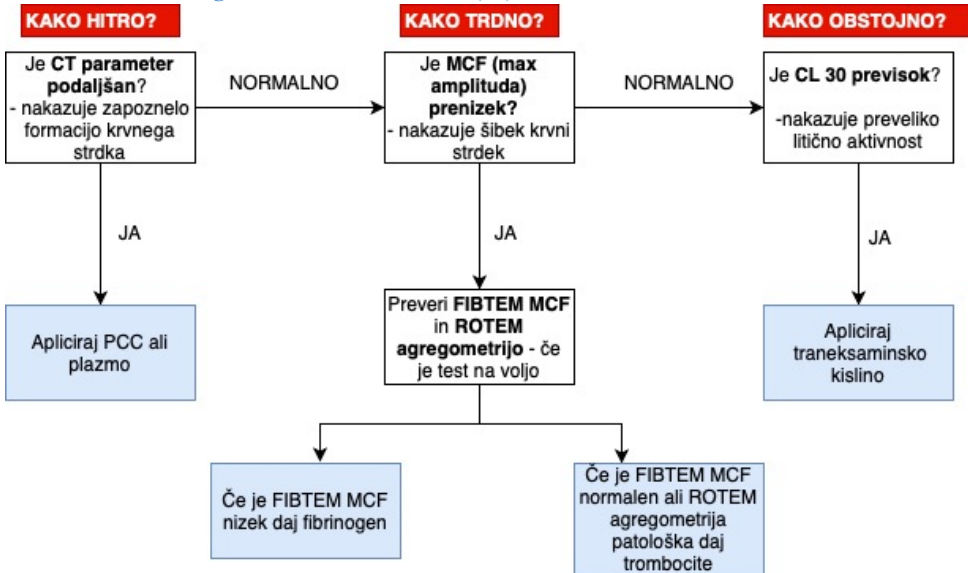 KAKO HITRO?
KAKO TRDNO?
KAKO OBSTOJNO?
Je CT parameter
podaljšan?
- nakazuje zapoznelo
formacijo krvnega
strdka
NORMALNO
Je MCF (max
amplituda)
prenizek?
- nakazuje šibek krvni
strdek
NORMALNO
Je CL 30 previsok?
-nakazuje preveliko
litično aktivnost
JA
JA
JA
Apliciraj PCC ali
plazmo
Preveri FIBTEM MCF
in ROTEM
agregometrijo - če
je test na voljo
Apliciraj
traneksaminsko
kislino
Če je FIBTEM MCF
nizek daj fibrinogen
Če je FIBTEM MCF
normalen ali ROTEM
agregometrija
patološka daj
trombocite